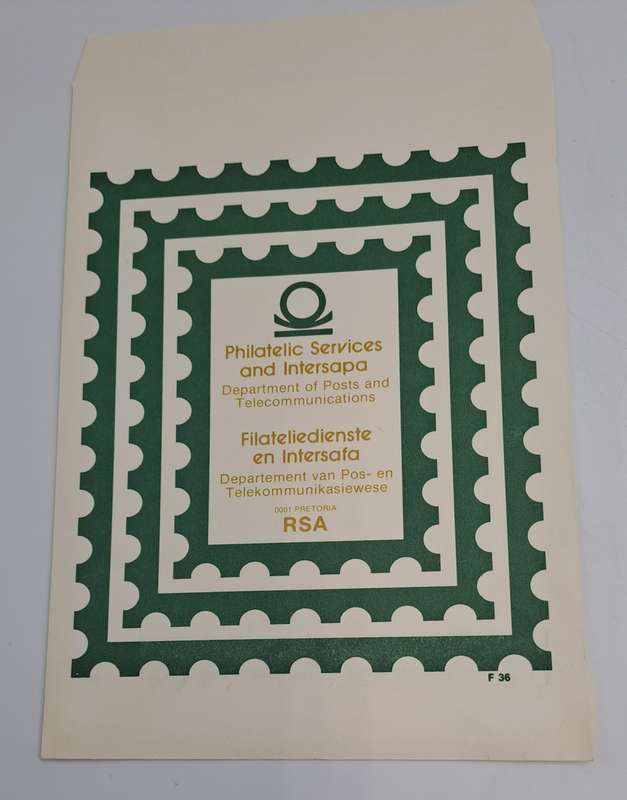 Philatelic Services
and Intersapa
Department of Posts and
Telecommunications
Filateliedienste
en Intersafa
Departement van Pos- en
Telekommunikasiewese
0001 PRETORIA
RSA
F 36